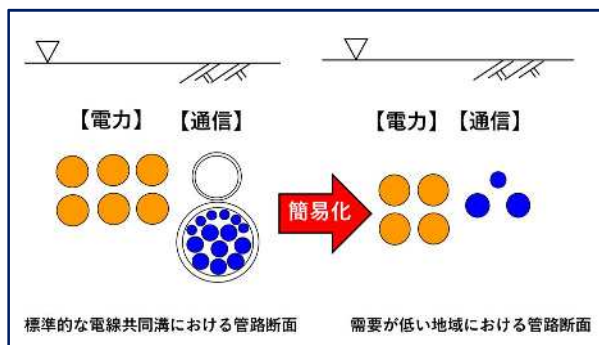 【電力】 【通信】
簡易化
【電力】【通信】
標準的な電線共同溝における管路断面
需要が低い地域における管路断面